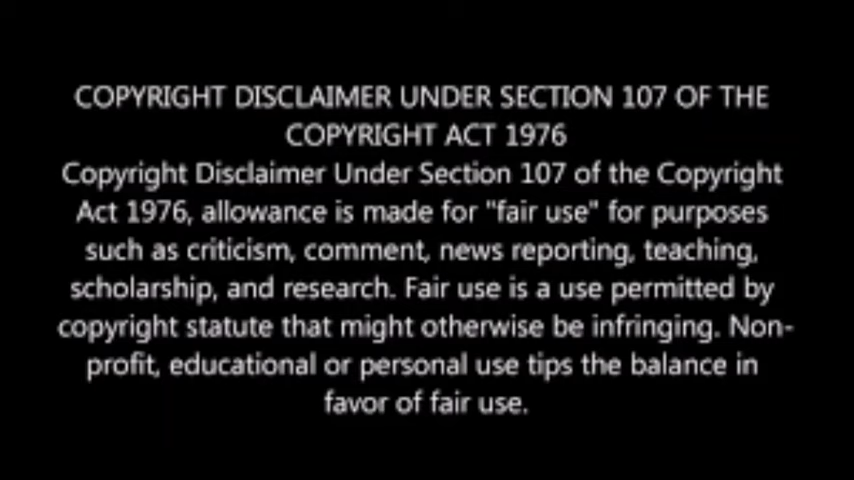 COPYRIGHT DISCLAIMER UNDER SECTION 107 OF THE
COPYRIGHT ACT 1976
Copyright Disclaimer Under Section 107 of the Copyright
Act 1976, allowance is made for "fair use" for purposes
such as criticism, comment, news reporting, teaching,
scholarship, and research. Fair use is a use permitted by
copyright statute that might otherwise be infringing. Non-
profit, educational or personal use tips the balance in
favor of fair use.